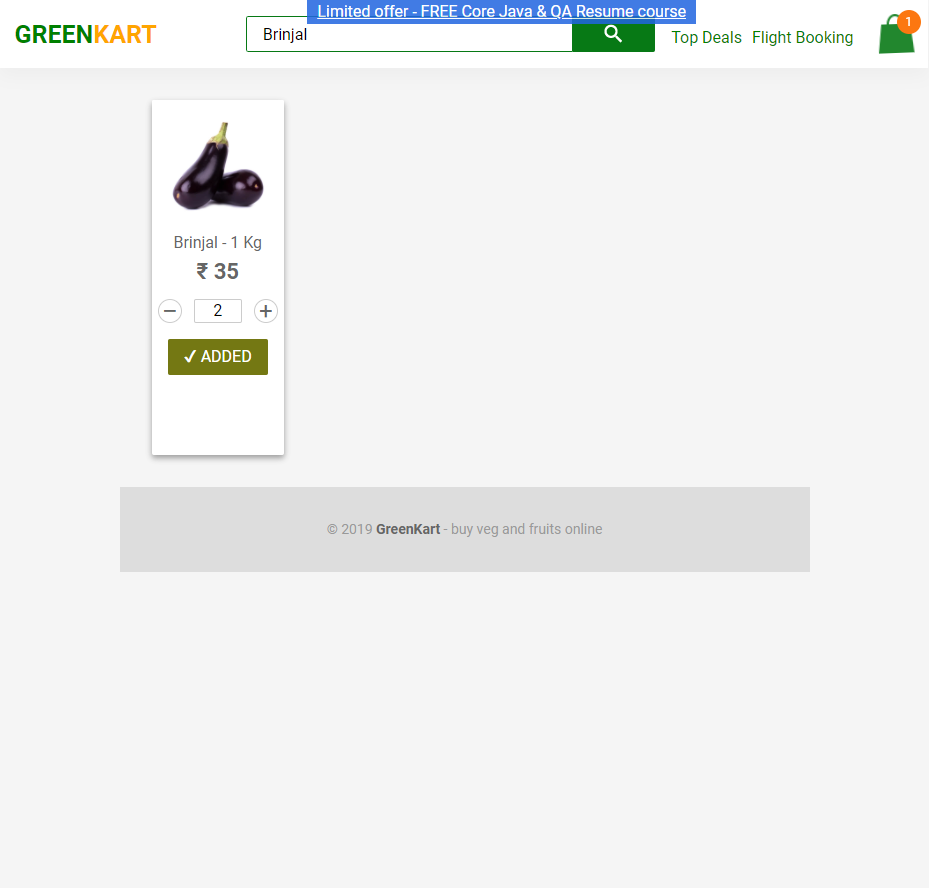 Limited offer - FREE Core Java & QA Resume course
GREENKART
Brinjal
Top Deals
Flight Booking
1
Brinjal - 1 Kg
₹ 35
2
✓ ADDED
© 2019 GreenKart - buy veg and fruits online